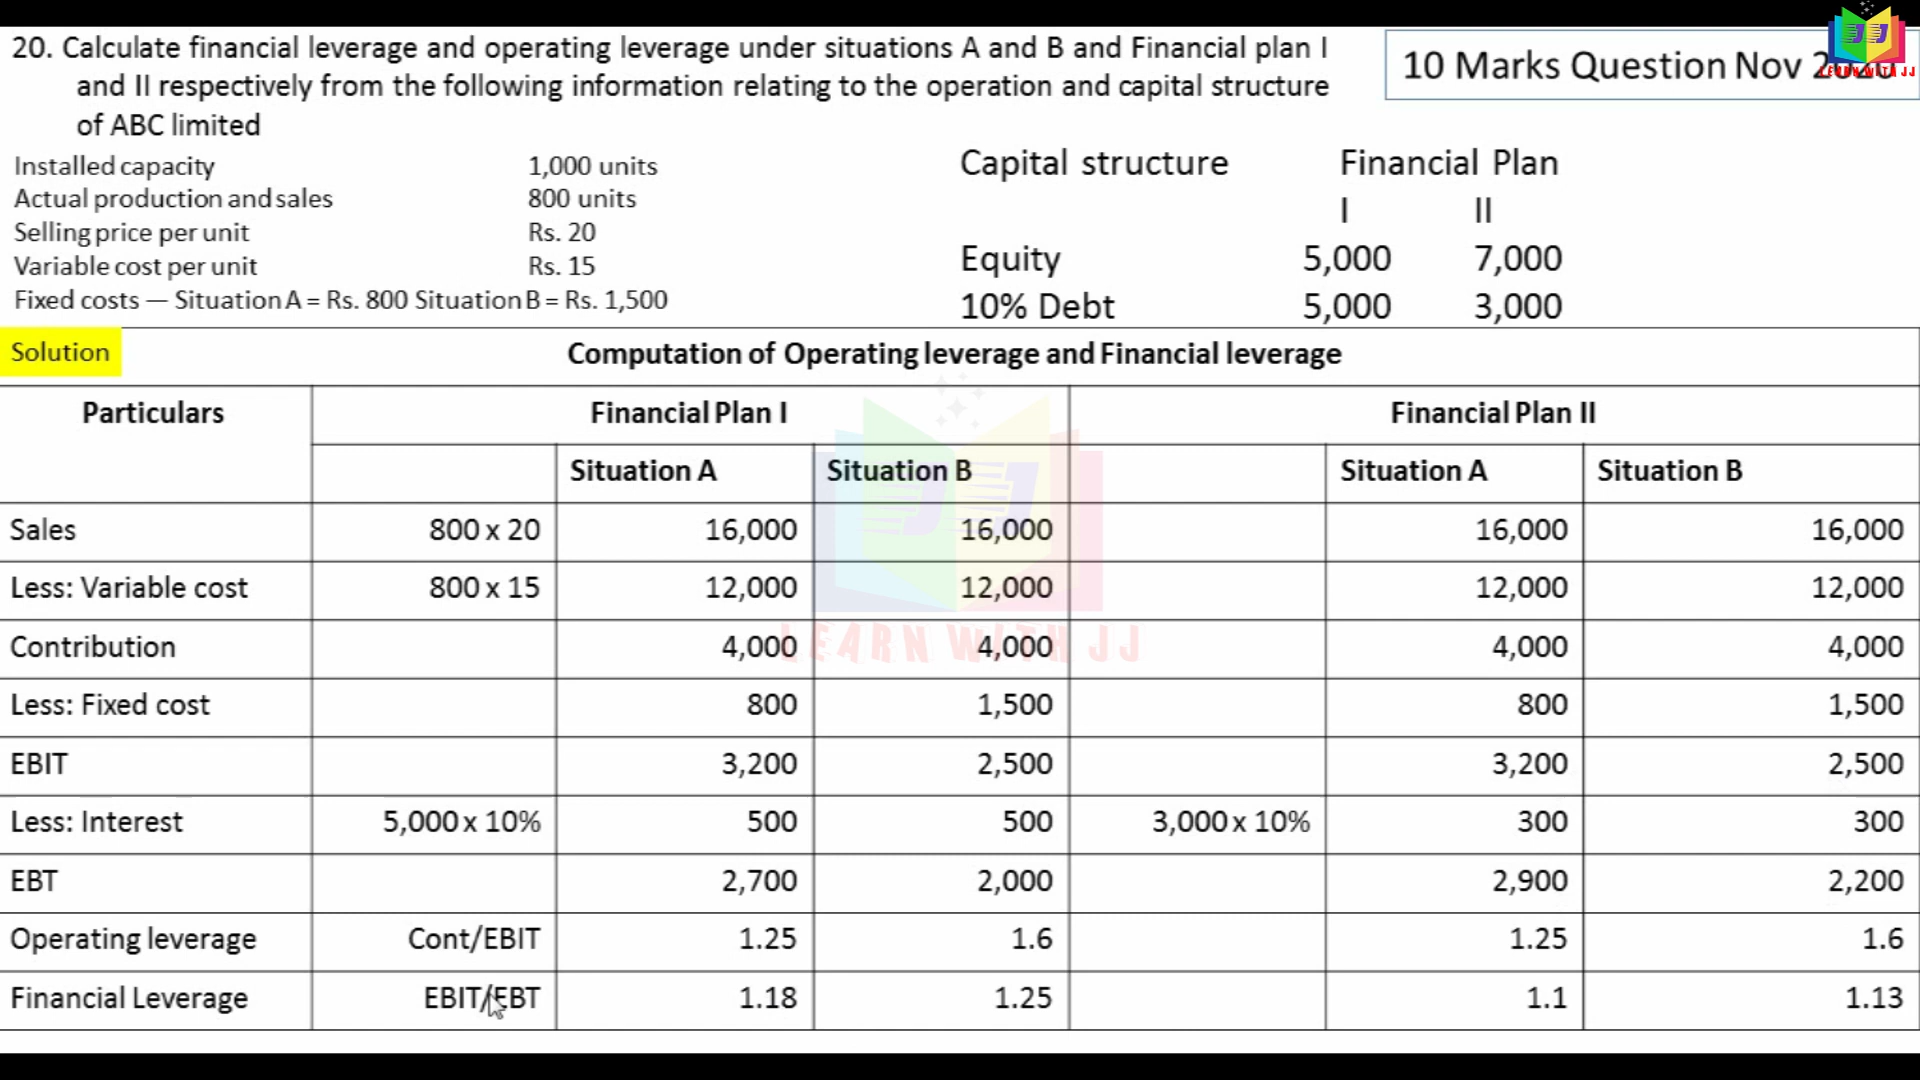 20. Calculate financial leverage and operating leverage under situations A and B and Financial plan I
and II respectively from the following information relating to the operation and capital structure
of ABC limited
10 Marks Question Nov 2020
LEARN WITH JJ
Installed capacity 1,000 units
Actual production and sales 800 units
Selling price per unit Rs. 20
Variable cost per unit Rs. 15
Fixed costs — Situation A = Rs. 800 Situation B = Rs. 1,500
Capital structure Financial Plan
I II
Equity 5,000 7,000
10% Debt 5,000 3,000
Solution Computation of Operating leverage and Financial leverage
Particulars Financial Plan I Financial Plan II
Situation A Situation B Situation A Situation B
Sales 800 x 20 16,000 16,000 16,000 16,000
Less: Variable cost 800 x 15 12,000 12,000 12,000 12,000
Contribution 4,000 4,000 4,000 4,000
LEARN WITH JJ
Less: Fixed cost 800 1,500 800 1,500
EBIT 3,200 2,500 3,200 2,500
Less: Interest 5,000 x 10% 500 500 3,000 x 10% 300 300
EBT 2,700 2,000 2,900 2,200
Operating leverage Cont/EBIT 1.25 1.6 1.25 1.6
Financial Leverage EBIT/EBT 1.18 1.25 1.1 1.13